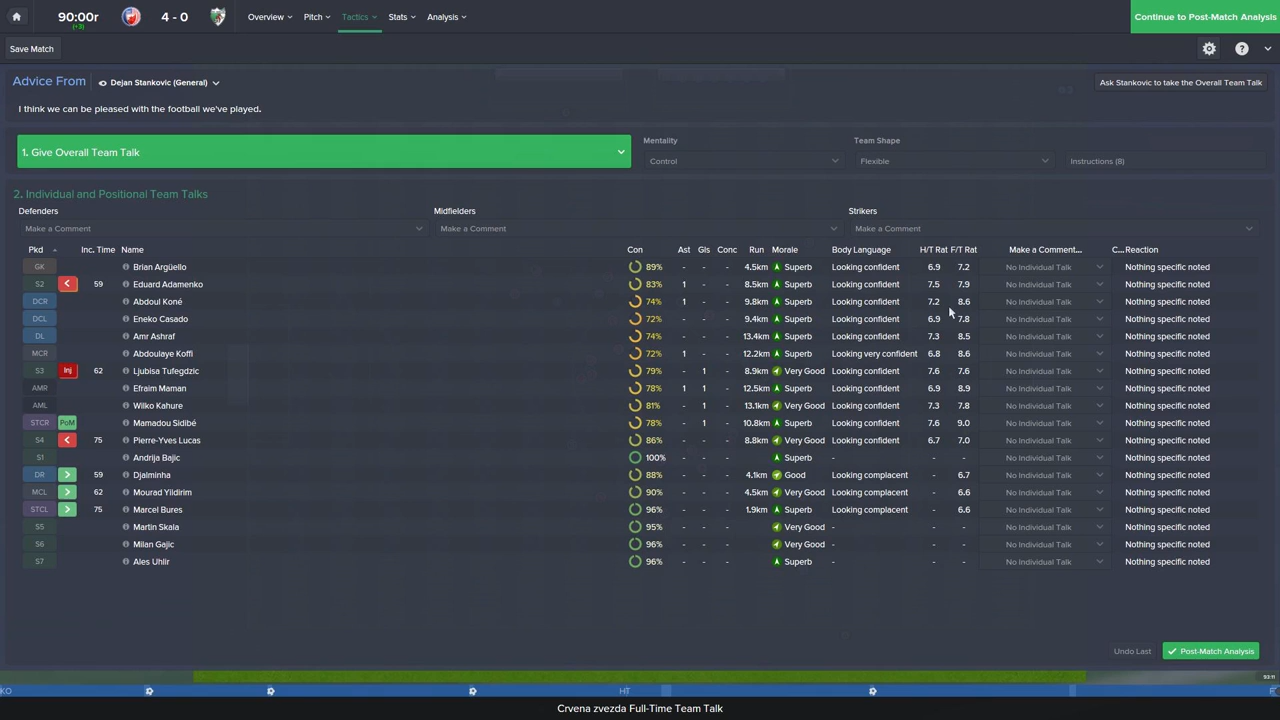 90:00r (+3) 4 - 0 Overview Pitch Tactics Stats Analysis Continue to Post-Match Analysis
Save Match
Advice From Dejan Stankovic (General) Ask Stankovic to take the Overall Team Talk
I think we can be pleased with the football we've played.
1. Give Overall Team Talk
Mentality Team Shape
Control Flexible Instructions (8)
2. Individual and Positional Team Talks
Defenders Midfielders Strikers
Make a Comment Make a Comment Make a Comment
Pkd Inc. Time Name Con Ast Gls Conc Run Morale Body Language H/T Rat F/T Rat Make a Comment... C... Reaction
GK Brian Argüello 89% - - - 4.5km Superb Looking confident 6.9 7.2 No Individual Talk Nothing specific noted
S2 59 Eduard Adamenko 83% 1 - - 8.5km Superb Looking confident 7.5 7.9 No Individual Talk Nothing specific noted
DCR Abdoul Koné 74% 1 - - 9.8km Superb Looking confident 7.2 8.6 No Individual Talk Nothing specific noted
DCL Eneko Casado 72% - - - 9.4km Superb Looking confident 6.9 7.8 No Individual Talk Nothing specific noted
DL Amr Ashraf 74% - - - 13.4km Superb Looking confident 7.3 8.5 No Individual Talk Nothing specific noted
MCR Abdoulaye Koffi 72% 1 - - 12.2km Superb Looking very confident 6.8 8.6 No Individual Talk Nothing specific noted
S3 Inj 62 Ljubisa Tufegdzic 79% - 1 - 8.9km Very Good Looking confident 7.6 7.6 No Individual Talk Nothing specific noted
AMR Efraim Maman 78% 1 1 - 12.5km Superb Looking confident 6.9 8.9 No Individual Talk Nothing specific noted
AML Wilko Kahure 81% - 1 - 13.1km Very Good Looking confident 7.3 7.8 No Individual Talk Nothing specific noted
STCR PoM Mamadou Sidibé 78% - 1 - 10.8km Superb Looking confident 7.6 9.0 No Individual Talk Nothing specific noted
S4 75 Pierre-Yves Lucas 86% - - - 8.8km Very Good Looking confident 6.7 7.0 No Individual Talk Nothing specific noted
S1 Andrija Bajic 100% Superb - - - No Individual Talk Nothing specific noted
DR 59 Djalminha 88% - - - 4.1km Good Looking complacent - 6.7 No Individual Talk Nothing specific noted
MCL 62 Mourad Yildirim 90% - - - 4.5km Very Good Looking complacent - 6.6 No Individual Talk Nothing specific noted
STCL 75 Marcel Bures 96% - - - 1.9km Superb Looking complacent - 6.6 No Individual Talk Nothing specific noted
S5 Martin Skala 95% Very Good - - - No Individual Talk Nothing specific noted
S6 Milan Gajic 96% Very Good - - - No Individual Talk Nothing specific noted
S7 Ales Uhlir 96% Superb - - - No Individual Talk Nothing specific noted
Undo Last Post-Match Analysis
93:11
KO HT
Crvena zvezda Full-Time Team Talk